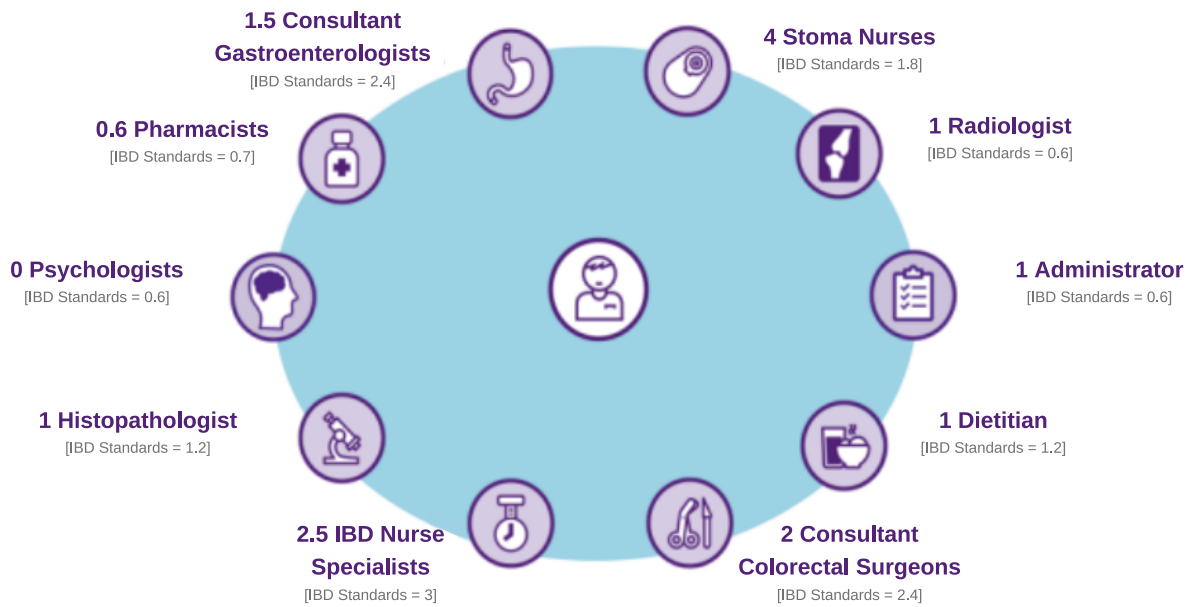 1.5 Consultant
Gastroenterologists
[IBD Standards = 2.4]
4 Stoma Nurses
[IBD Standards = 1.8]
0.6 Pharmacists
[IBD Standards = 0.7]
1 Radiologist
[IBD Standards = 0.6]
0 Psychologists
[IBD Standards = 0.6]
1 Administrator
[IBD Standards = 0.6]
1 Histopathologist
[IBD Standards = 1.2]
1 Dietitian
[IBD Standards = 1.2]
2.5 IBD Nurse
Specialists
[IBD Standards = 3]
2 Consultant
Colorectal Surgeons
[IBD Standards = 2.4]